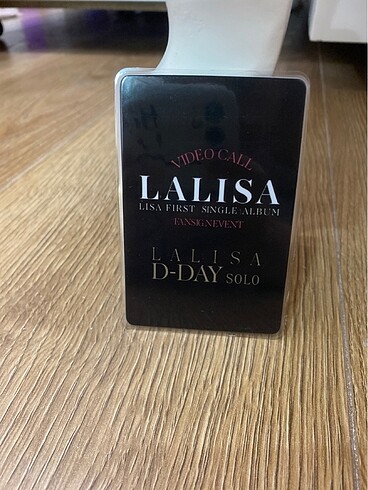 VIDEO CALL
LALISA
LISA FIRST SINGLE ALBUM
FANSIGNEVENT
LALISA
D-DAY SOLO